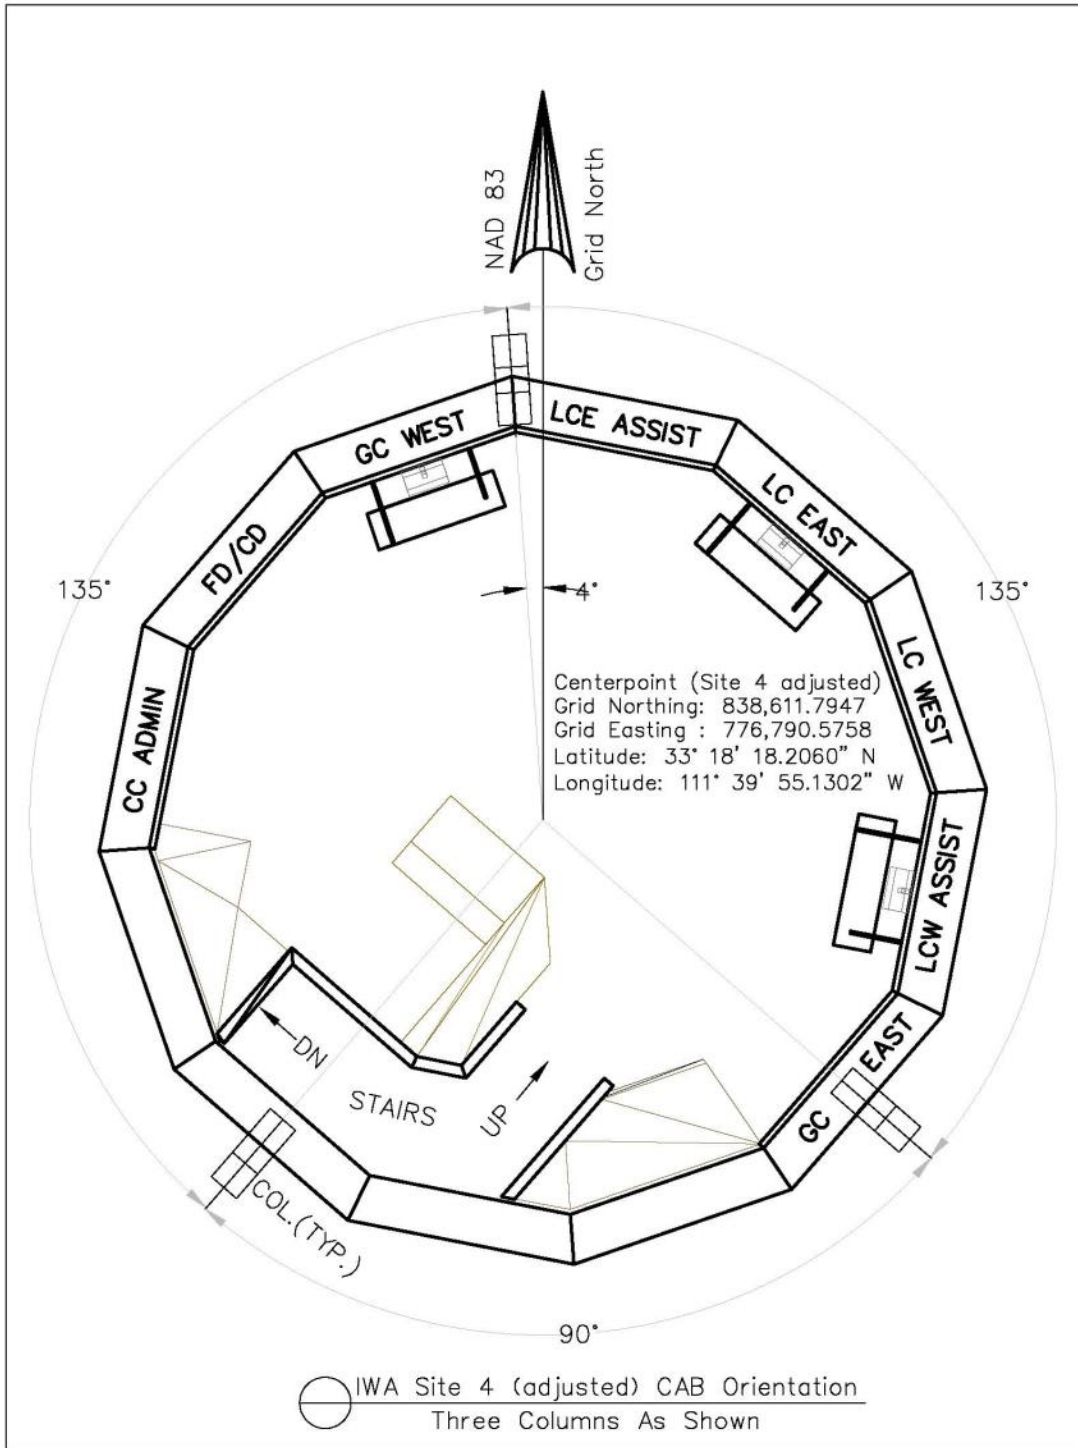 NAD 83
Grid North
GC WEST
LCE ASSIST
LC EAST
FD/CD
135°
135°
4°
LC WEST
Centerpoint (Site 4 adjusted)
Grid Northing: 838,611.7947
Grid Easting : 776,790.5758
Latitude: 33° 18' 18.2060" N
Longitude: 111° 39' 55.1302" W
CC ADMIN
LCW ASSIST
GC EAST
DN
STAIRS
UP
COL.(TYP.)
90°
IWA Site 4 (adjusted) CAB Orientation
Three Columns As Shown